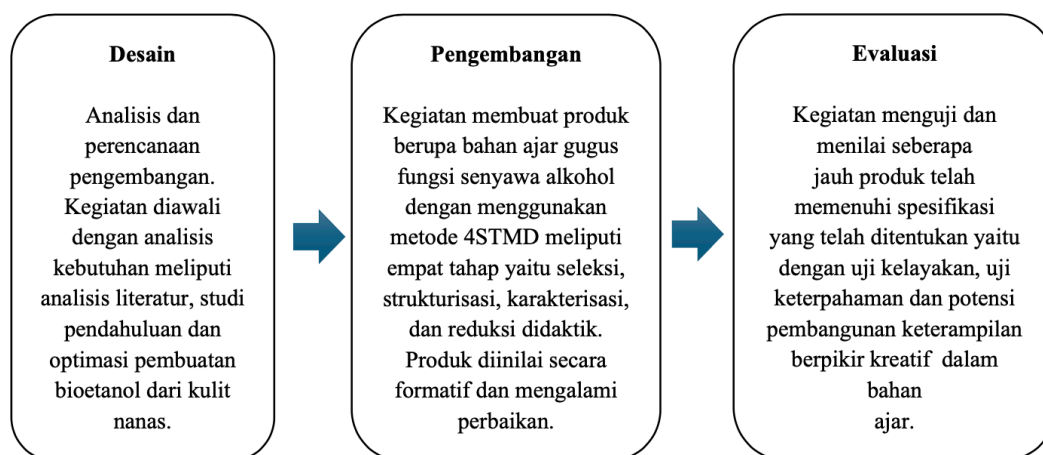 Desain
Analisis dan
perencanaan
pengembangan.
Kegiatan diawali
dengan analisis
kebutuhan meliputi
analisis literatur, studi
pendahuluan dan
optimasi pembuatan
bioetanol dari kulit
nanas.
Pengembangan
Kegiatan membuat produk
berupa bahan ajar gugus
fungsi senyawa alkohol
dengan menggunakan
metode 4STMD meliputi
empat tahap yaitu seleksi,
strukturisasi, karakterisasi,
dan reduksi didaktik.
Produk diinilai secara
formatif dan mengalami
perbaikan.
Evaluasi
Kegiatan menguji dan
menilai seberapa
jauh produk telah
memenuhi spesifikasi
yang telah ditentukan yaitu
dengan uji kelayakan, uji
keterpahaman dan potensi
pembangunan keterampilan
berpikir kreatif dalam
bahan
ajar.